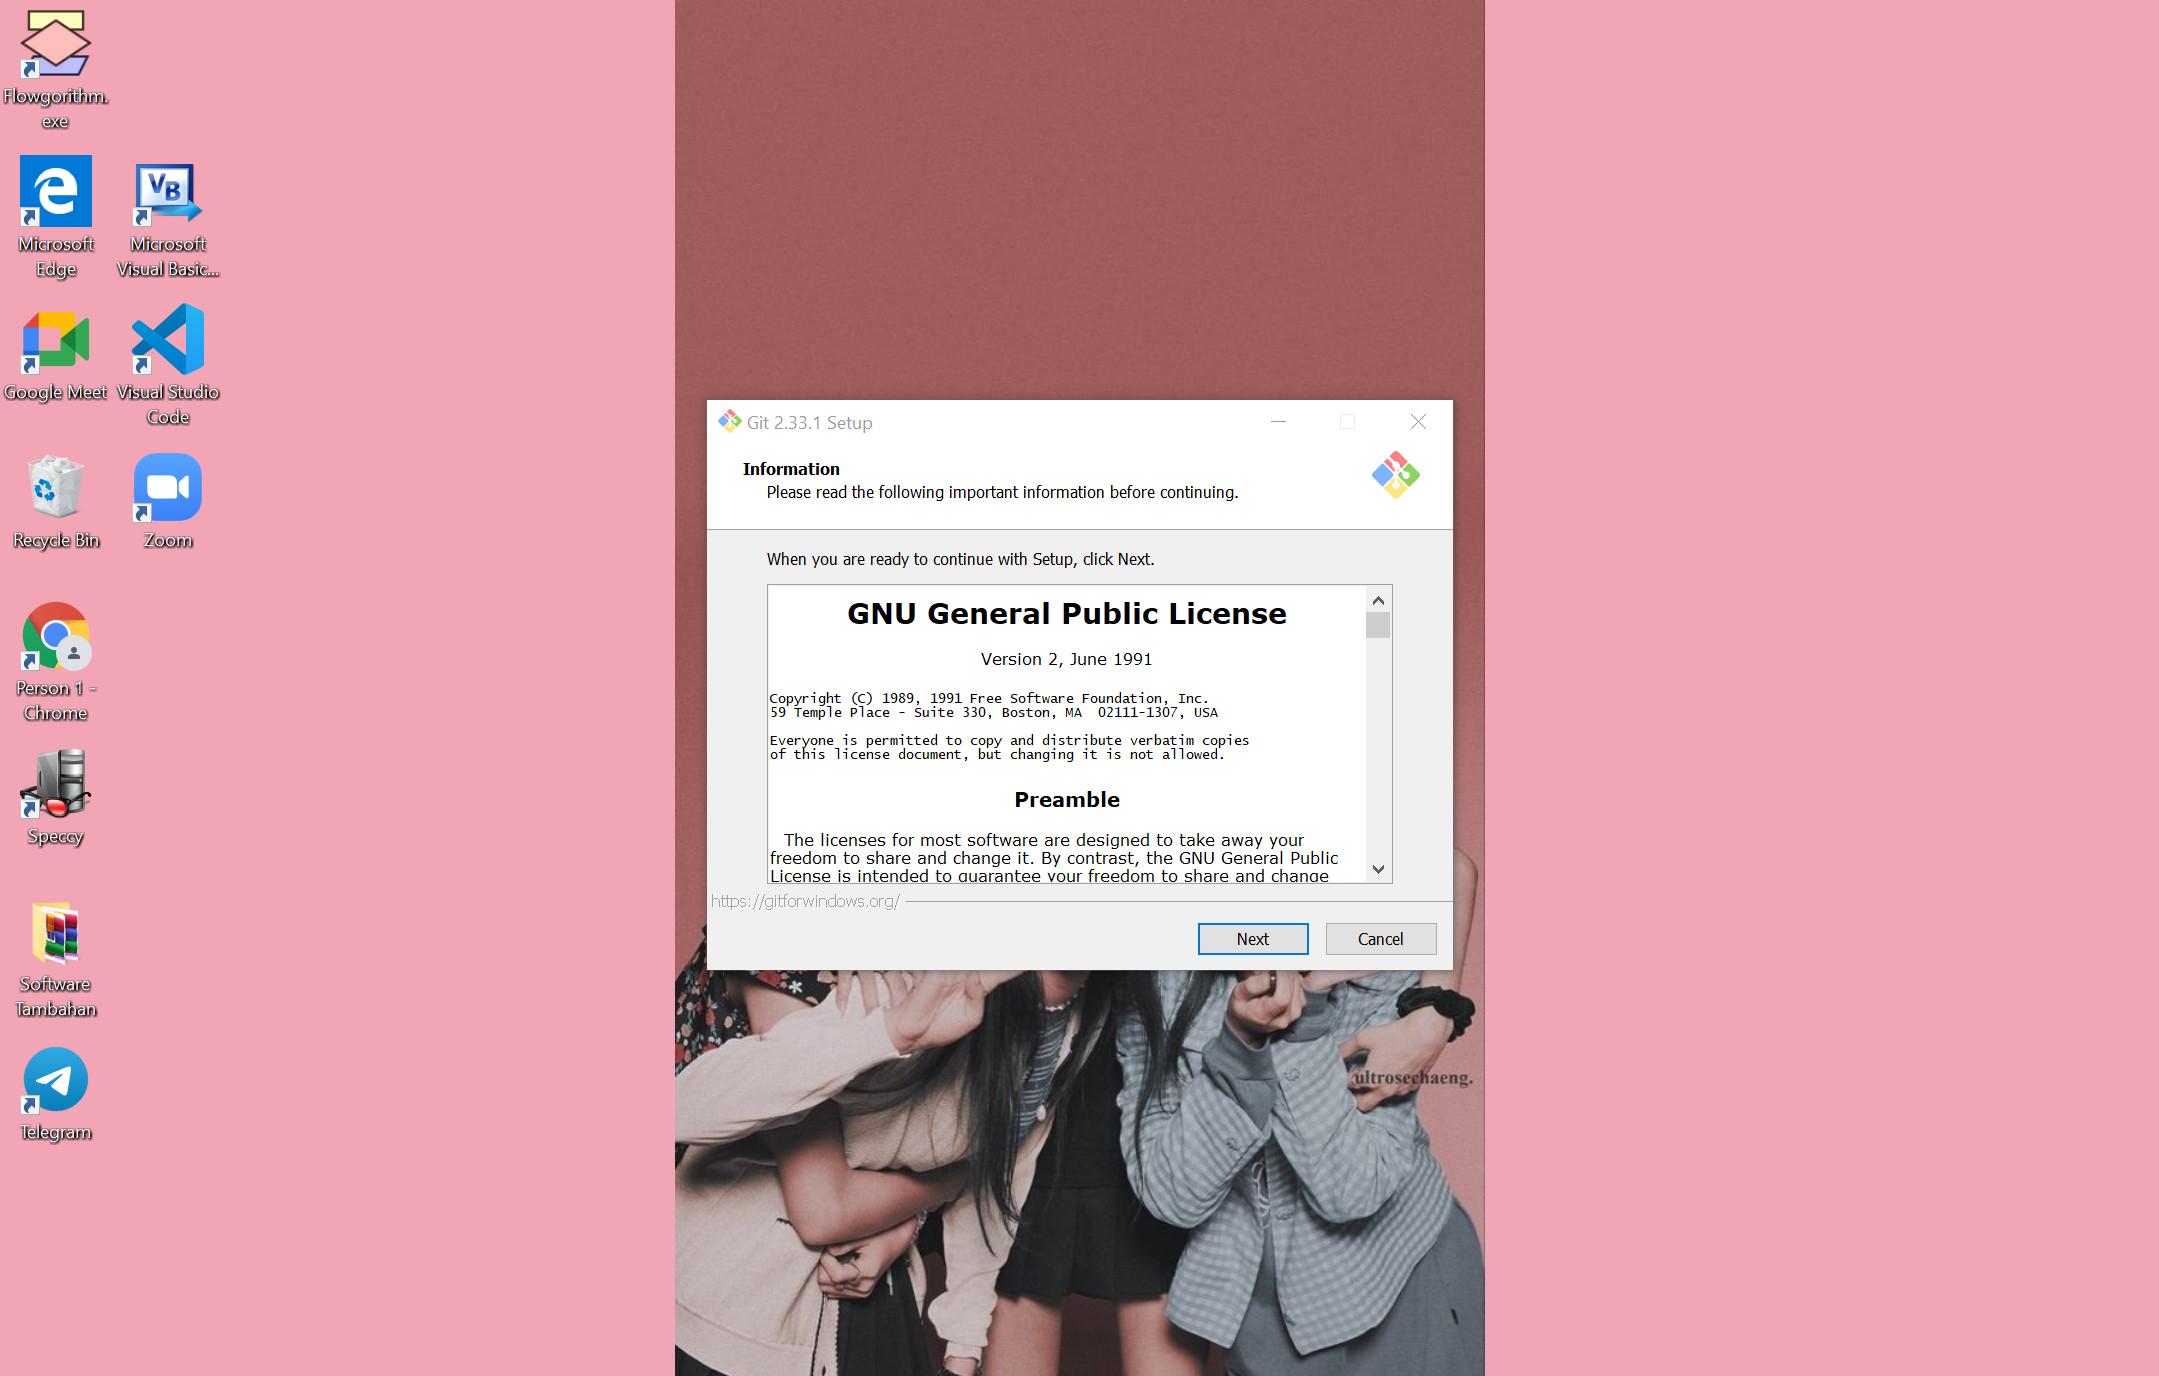 Flowgorithm.
exe
Microsoft
Edge
Microsoft
Visual Basic...
Google Meet
Visual Studio
Code
Recycle Bin
Zoom
Person 1 -
Chrome
Speccy
Software
Tambahan
Telegram
Git 2.33.1 Setup
Information
Please read the following important information before continuing.
When you are ready to continue with Setup, click Next.
GNU General Public License
Version 2, June 1991
Copyright (C) 1989, 1991 Free Software Foundation, Inc.
59 Temple Place - Suite 330, Boston, MA  02111-1307, USA
Everyone is permitted to copy and distribute verbatim copies
of this license document, but changing it is not allowed.
Preamble
The licenses for most software are designed to take away your
freedom to share and change it. By contrast, the GNU General Public
License is intended to guarantee your freedom to share and change
https://gitforwindows.org/
Next
Cancel
ultrosechaeng.
VB